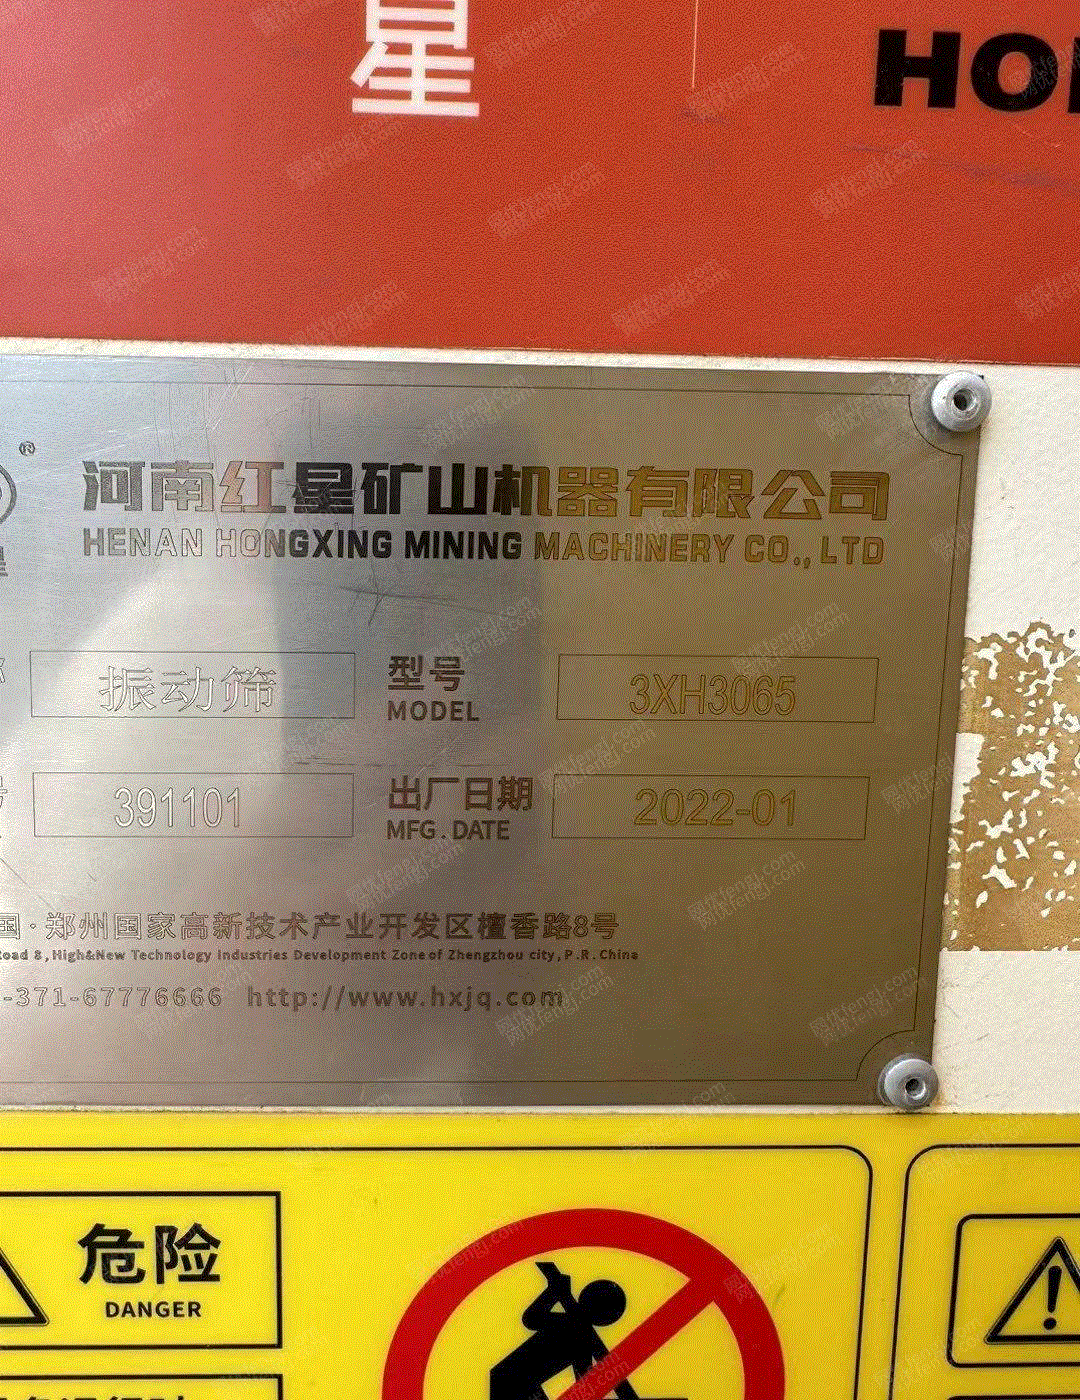 星
HO
®
河南红星矿山机器有限公司
HENAN HONGXING MINING MACHINERY CO., LTD
振动筛 型号 MODEL 3XH3065
391101 出厂日期 MFG. DATE 2022-01
国·郑州国家高新技术产业开发区檀香路8号
oad 8, High&New Technology Industries Development Zone of Zhengzhou city, P.R. China
-371-67776666 http://www.hxjq.com
危险
DANGER